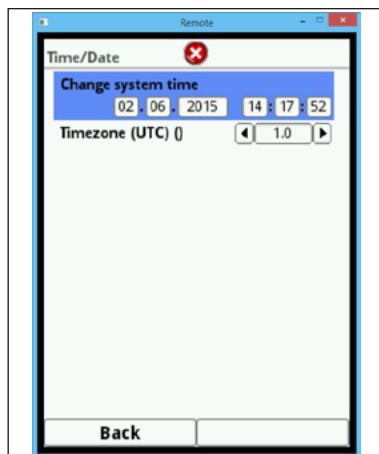 Remote
Time/Date
Change system time
02 . 06 . 2015 14 : 17 : 52
Timezone (UTC) () 1.0
Back